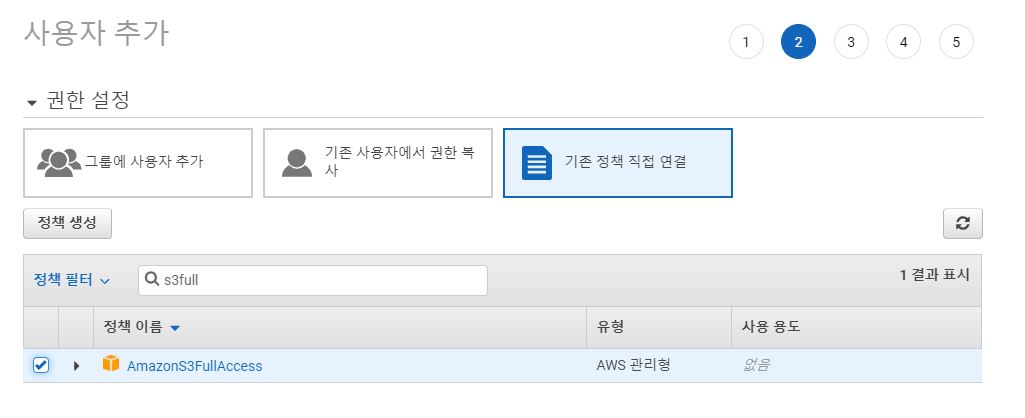 사용자 추가
1 2 3 4 5
권한 설정
그룹에 사용자 추가
기존 사용자에서 권한 복
사
기존 정책 직접 연결
정책 생성
정책 필터 s3full 1 결과 표시
정책 이름 유형 사용 용도
AmazonS3FullAccess AWS 관리형 없음